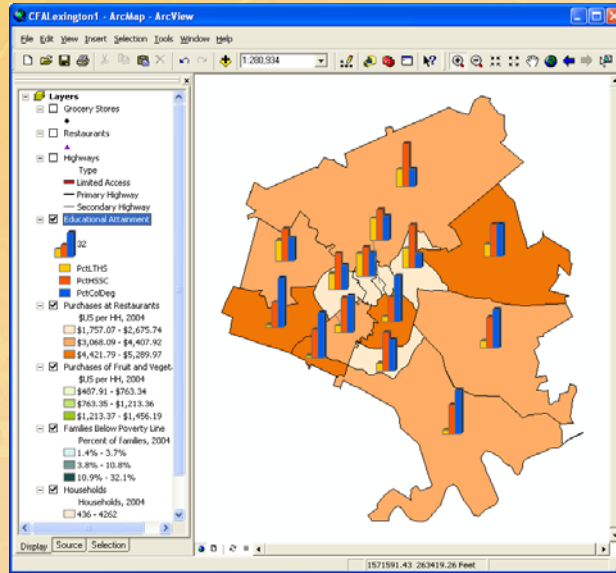 CFALexington1 - ArcMap - ArcView
File Edit View Insert Selection Tools Window Help
1:280,934
Layers
Grocery Stores
Restaurants
Highways
Type
Limited Access
Primary Highway
Secondary Highway
Educational Attainment
32
PctLTHS
PctHSSC
PctColDeg
Purchases at Restaurants
$US per HH, 2004
$1,757.07 - $2,675.74
$3,068.09 - $4,407.92
$4,421.79 - $5,289.97
Purchases of Fruit and Veget
$US per HH, 2004
$487.91 - $763.34
$763.35 - $1,213.36
$1,213.37 - $1,456.19
Families Below Poverty Line
Percent of families, 2004
1.4% - 3.7%
3.8% - 10.8%
10.9% - 32.1%
Households
Households, 2004
436 - 4262
Display Source Selection
1571591.43 263419.26 Feet